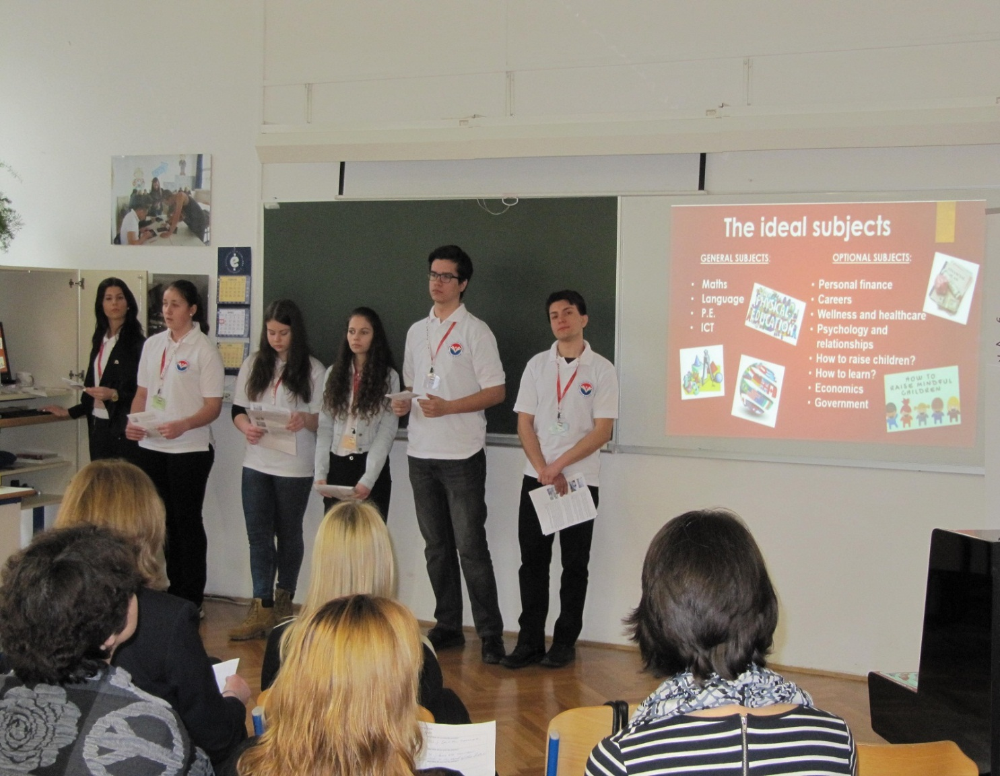 The ideal subjects
GENERAL SUBJECTS:
• Maths
• Language
• P.E.
• ICT
PHYSICAL
EDUCATION
OPTIONAL SUBJECTS:
• Personal finance
• Careers
• Wellness and healthcare
• Psychology and
relationships
• How to raise children?
• How to learn?
• Economics
• Government
HOW TO
RAISE MINDFUL
CHILDREN